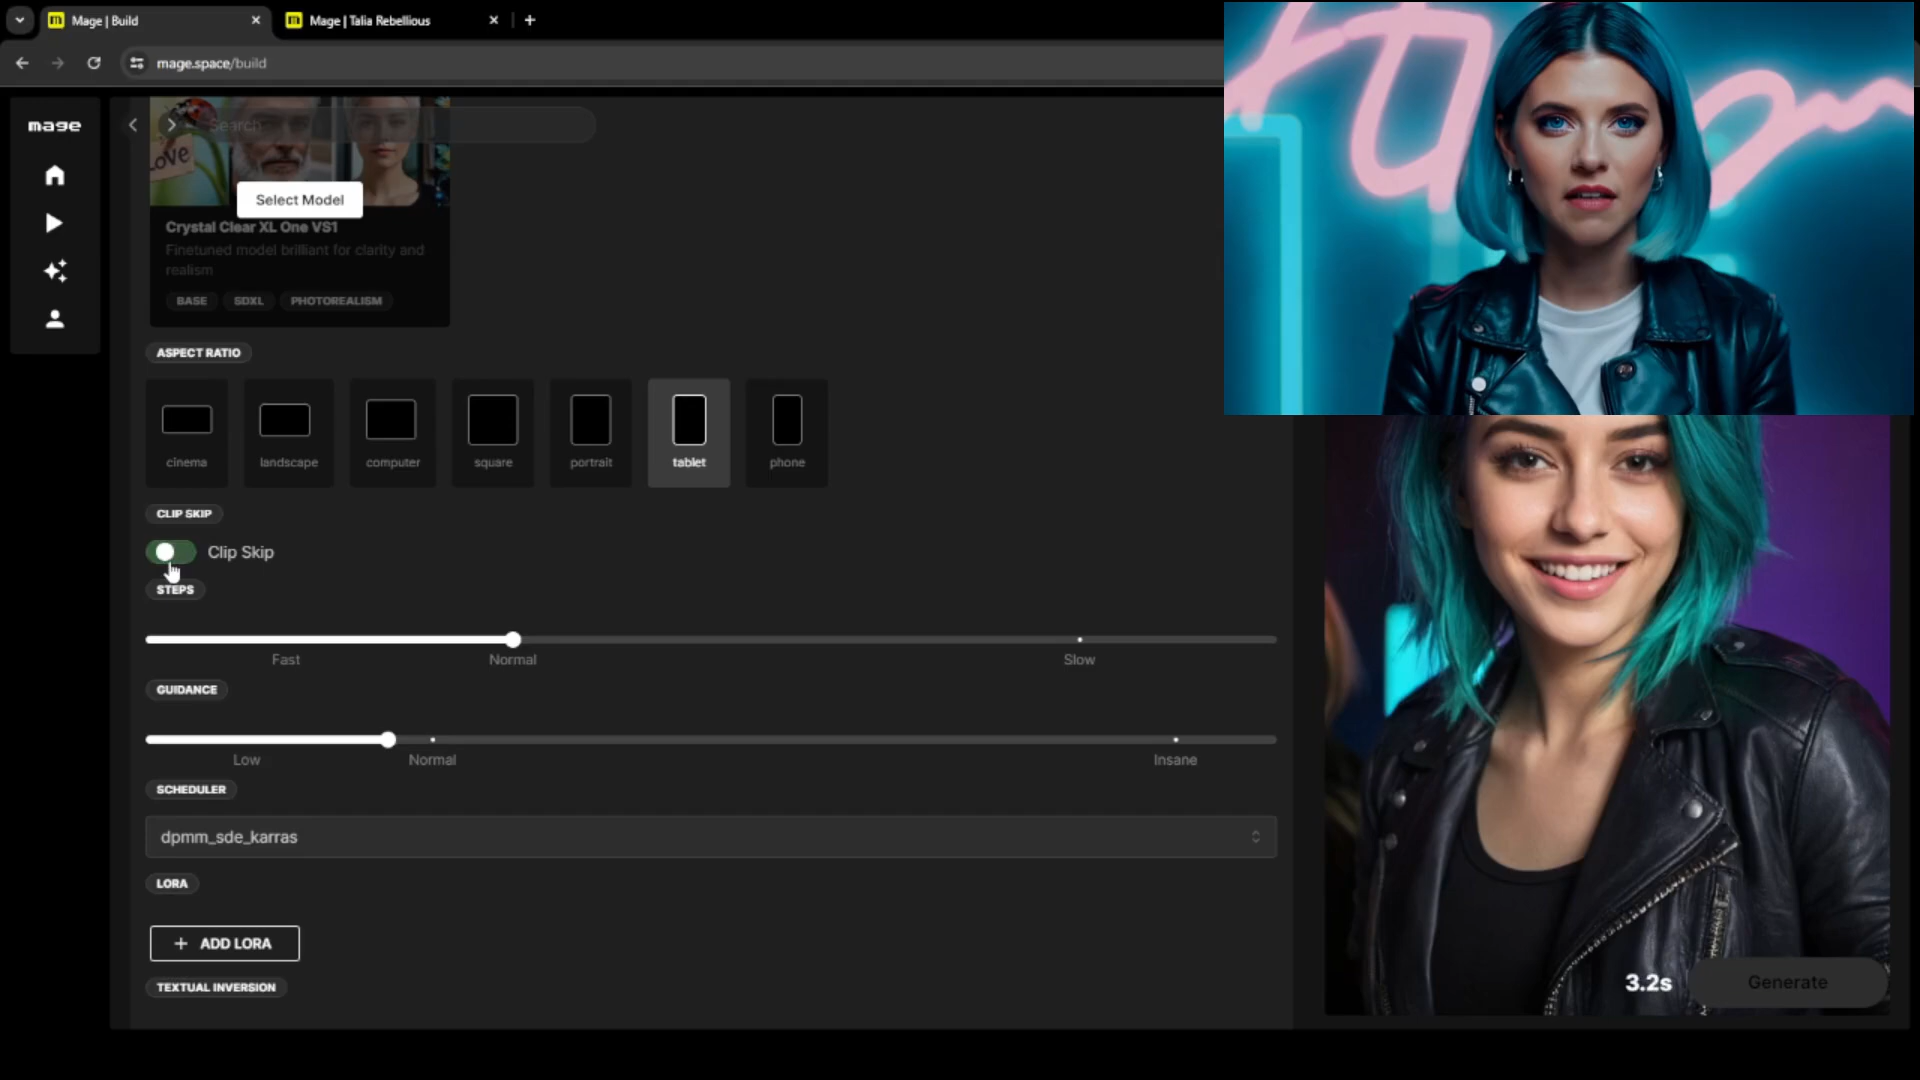 Mage | Build
Mage | Talia Rebellious
mage.space/build
mage
Search
LOVE
Select Model
Crystal Clear XL One VS1
Finetuned model brilliant for clarity and
realism
BASE SDXL PHOTOREALISM
ASPECT RATIO
cinema landscape computer square portrait tablet phone
CLIP SKIP
Clip Skip
STEPS
Fast Normal Slow
GUIDANCE
Low Normal Insane
SCHEDULER
dpmm_sde_karras
LORA
+ ADD LORA
TEXTUAL INVERSION
3.2s Generate